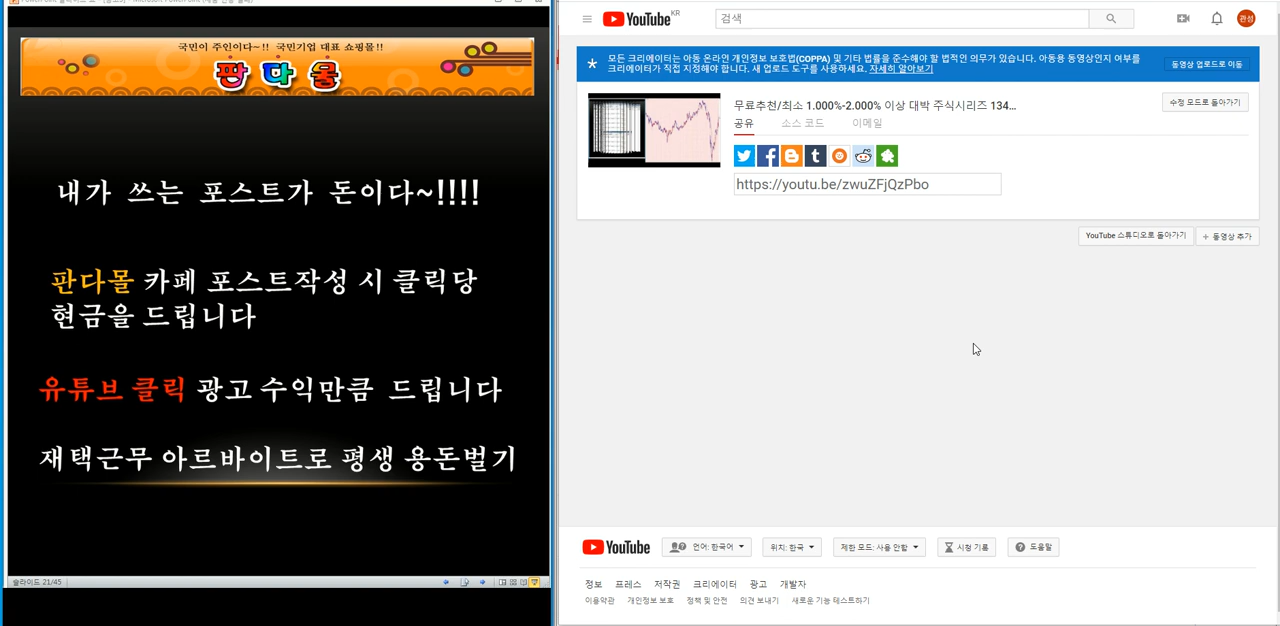 국민이 주인이다~!! 국민기업 대표 쇼핑몰!!
판다몰
내가 쓰는 포스트가 돈이다~!!!!
판다몰 카페 포스트작성 시 클릭당
현금을 드립니다
유튜브 클릭 광고 수익만큼 드립니다
재택근무 아르바이트로 평생 용돈벌기
슬라이드 21/45
YouTube KR
검색
관성
모든 크리에이터는 아동 온라인 개인정보 보호법(COPPA) 및 기타 법률을 준수해야 할 법적인 의무가 있습니다. 아동용 동영상인지 여부를
크리에이터가 직접 지정해야 합니다. 새 업로드 도구를 사용하세요. 자세히 알아보기
동영상 업로드로 이동
무료추천/최소 1.000%-2.000% 이상 대박 주식시리즈 134...
수정 모드로 돌아가기
공유 소스 코드 이메일
https://youtu.be/zwuZFjQzPbo
YouTube 스튜디오로 돌아가기
+ 동영상 추가
YouTube
언어: 한국어
위치: 한국
제한 모드: 사용 안함
시청 기록
도움말
정보 프레스 저작권 크리에이터 광고 개발자
이용약관 개인정보 보호 정책 및 안전 의견 보내기 새로운 기능 테스트하기